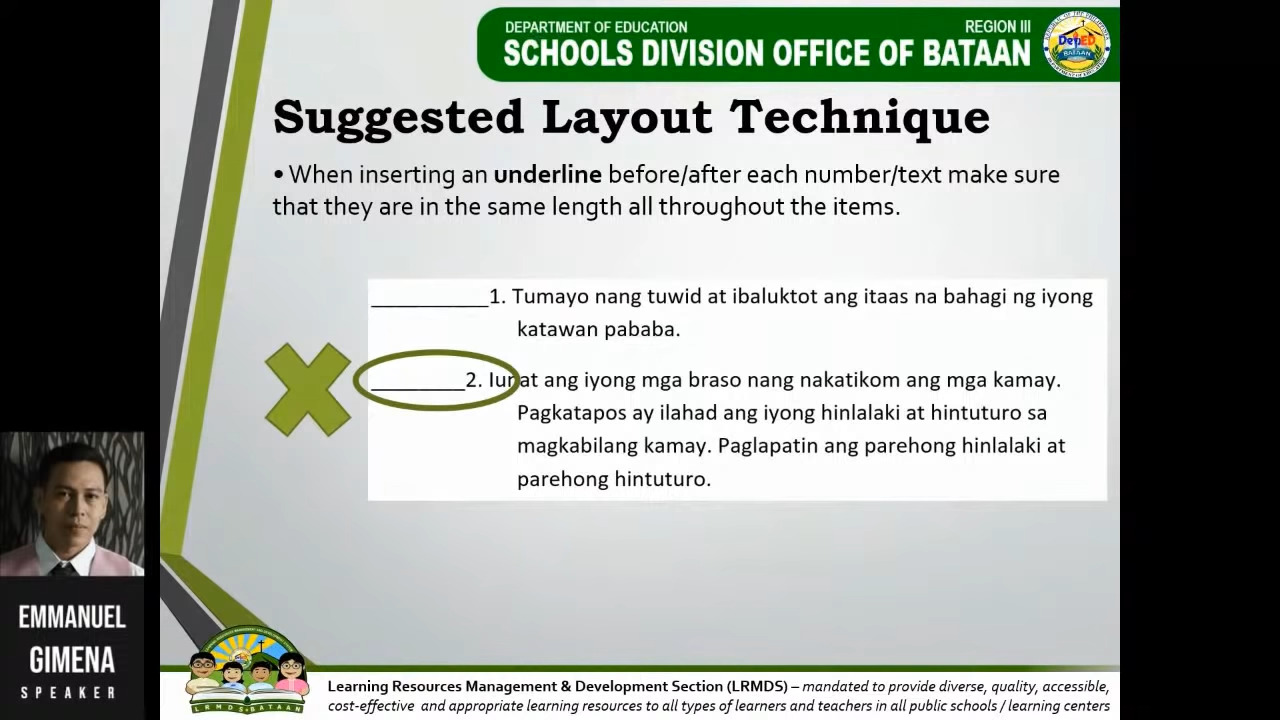 DEPARTMENT OF EDUCATION REGION III
SCHOOLS DIVISION OFFICE OF BATAAN
DepED
BATAAN
Suggested Layout Technique
• When inserting an underline before/after each number/text make sure
that they are in the same length all throughout the items.
___________1. Tumayo nang tuwid at ibaluktot ang itaas na bahagi ng iyong
katawan pababa.
_________2. Iunat ang iyong mga braso nang nakatikom ang mga kamay.
Pagkatapos ay ilahad ang iyong hinlalaki at hintuturo sa
magkabilang kamay. Paglapatin ang parehong hinlalaki at
parehong hintuturo.
EMMANUEL
GIMENA
SPEAKER
LRMDS BATAAN
Learning Resources Management & Development Section (LRMDS) – mandated to provide diverse, quality, accessible,
cost-effective and appropriate learning resources to all types of learners and teachers in all public schools / learning centers